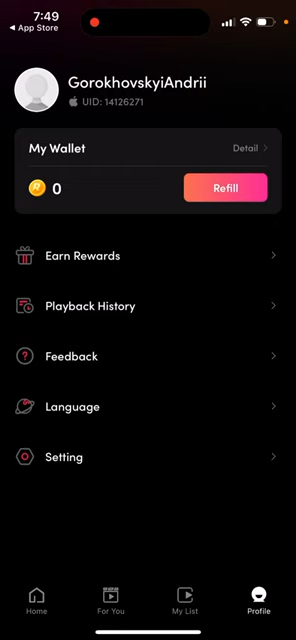 7:49
◀ App Store
GorokhovskyiAndrii
UID: 14126271
My Wallet
Detail
0
Refill
Earn Rewards
Playback History
Feedback
Language
Setting
Home
For You
My List
Profile